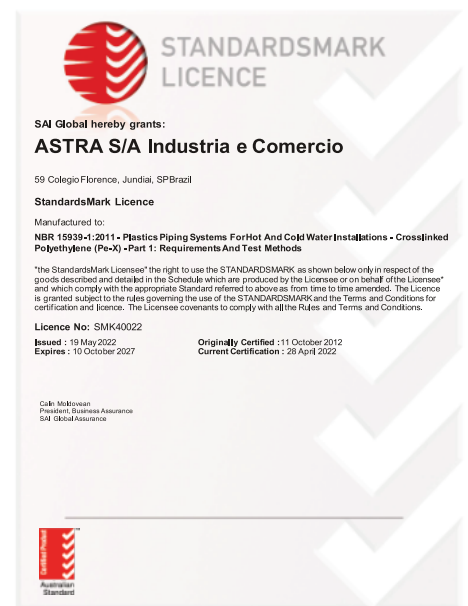 STANDARDSMARK
LICENCE
SAI Global hereby grants:
ASTRA S/A Industria e Comercio
59 Colegio Florence, Jundiai, SP Brazil
StandardsMark Licence
Manufactured to:
NBR 15939-1:2011 - Plastics Piping Systems For Hot And Cold Water Installations - Crosslinked
Polyethylene (Pe-X) - Part 1: Requirements And Test Methods
"the StandardsMark Licensee" the right to use the STANDARDSMARK as shown below only in respect of the
goods described and detailed in the Schedule which are produced by the Licensee or on behalf of the Licensee*
and which comply with the appropriate Standard referred to above as from time to time amended. The Licence
is granted subject to the rules governing the use of the STANDARDSMARK and the Terms and Conditions for
certification and licence. The Licensee covenants to comply with all the Rules and Terms and Conditions.
Licence No: SMK40022
Issued : 19 May 2022 Originally Certified : 11 October 2012
Expires : 10 October 2027 Current Certification : 28 April 2022
Calin Moldovean
President, Business Assurance
SAI Global Assurance
Certified Product
TM
Australian
Standard